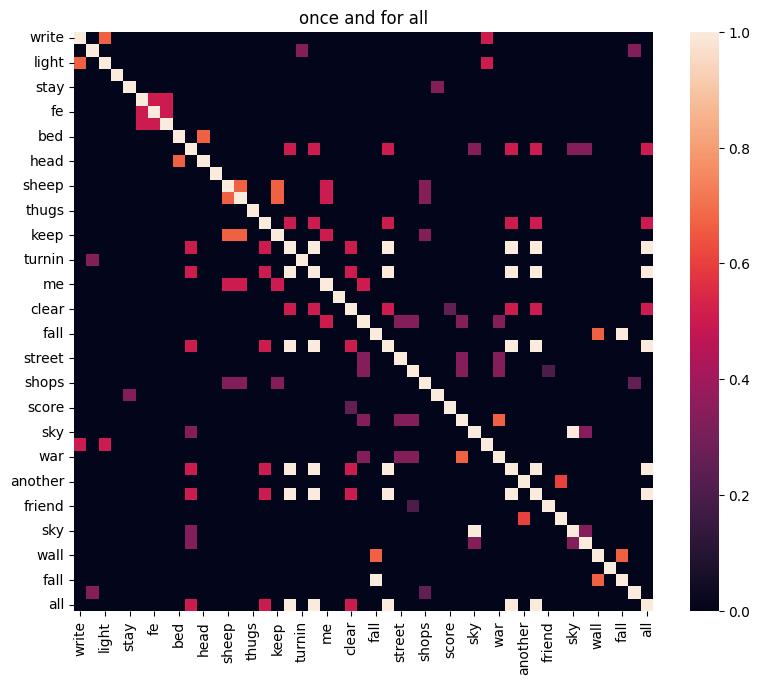 once and for all
write
light
stay
fe
bed
head
sheep
thugs
keep
turnin
me
clear
fall
street
shops
score
sky
war
another
friend
sky
wall
fall
all
1.0
0.8
0.6
0.4
0.2
0.0
write
light
stay
fe
bed
head
sheep
thugs
keep
turnin
me
clear
fall
street
shops
score
sky
war
another
friend
sky
wall
fall
all